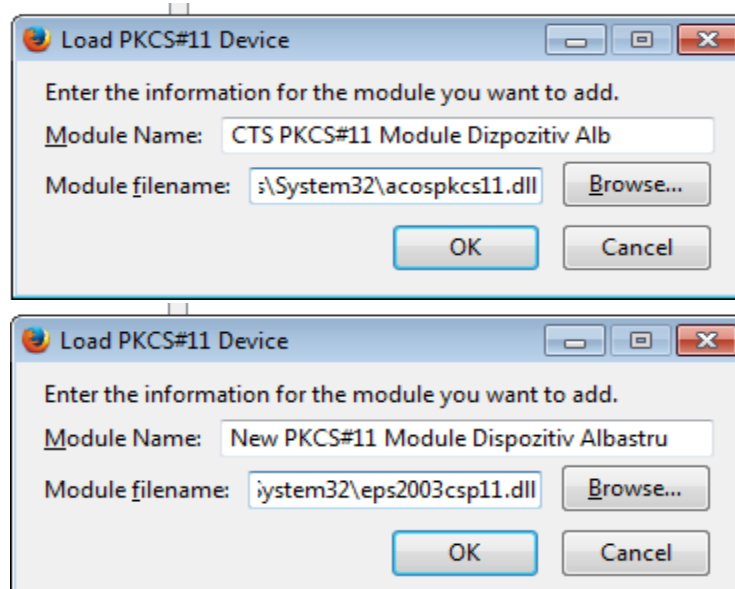 Load PKCS#11 Device
Enter the information for the module you want to add.
Module Name: CTS PKCS#11 Module Dizpozitiv Alb
Module filename: s\System32\acospkcs11.dll Browse...
OK Cancel
Load PKCS#11 Device
Enter the information for the module you want to add.
Module Name: New PKCS#11 Module Dispozitiv Albastru
Module filename: ystem32\eps2003csp11.dll Browse...
OK Cancel